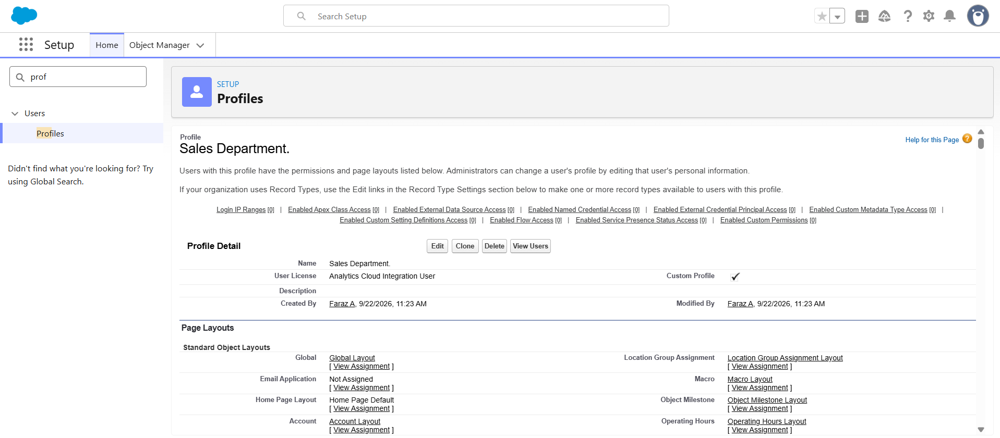 Search Setup
Setup
Home
Object Manager
prof
Users
Profiles
Didn't find what you're looking for? Try
using Global Search.
SETUP
Profiles
Profile
Sales Department.
Help for this Page
Users with this profile have the permissions and page layouts listed below. Administrators can change a user's profile by editing that user's personal information.
If your organization uses Record Types, use the Edit links in the Record Type Settings section below to make one or more record types available to users with this profile.
Login IP Ranges [0] | Enabled Apex Class Access [0] | Enabled External Data Source Access [0] | Enabled Named Credential Access [0] | Enabled External Credential Principal Access [0] | Enabled Custom Metadata Type Access [0] |
Enabled Custom Setting Definitions Access [0] | Enabled Flow Access [0] | Enabled Service Presence Status Access [0] | Enabled Custom Permissions [0]
Profile Detail Edit Clone Delete View Users
Name Sales Department.
User License Analytics Cloud Integration User Custom Profile
Description
Created By Faraz A, 9/22/2026, 11:23 AM Modified By Faraz A, 9/22/2026, 11:23 AM
Page Layouts
Standard Object Layouts
Global Global Layout Location Group Assignment Location Group Assignment Layout
[ View Assignment ] [ View Assignment ]
Email Application Not Assigned Macro Macro Layout
[ View Assignment ] [ View Assignment ]
Home Page Layout Home Page Default Object Milestone Object Milestone Layout
[ View Assignment ] [ View Assignment ]
Account Account Layout Operating Hours Operating Hours Layout
[ View Assignment ] [ View Assignment ]